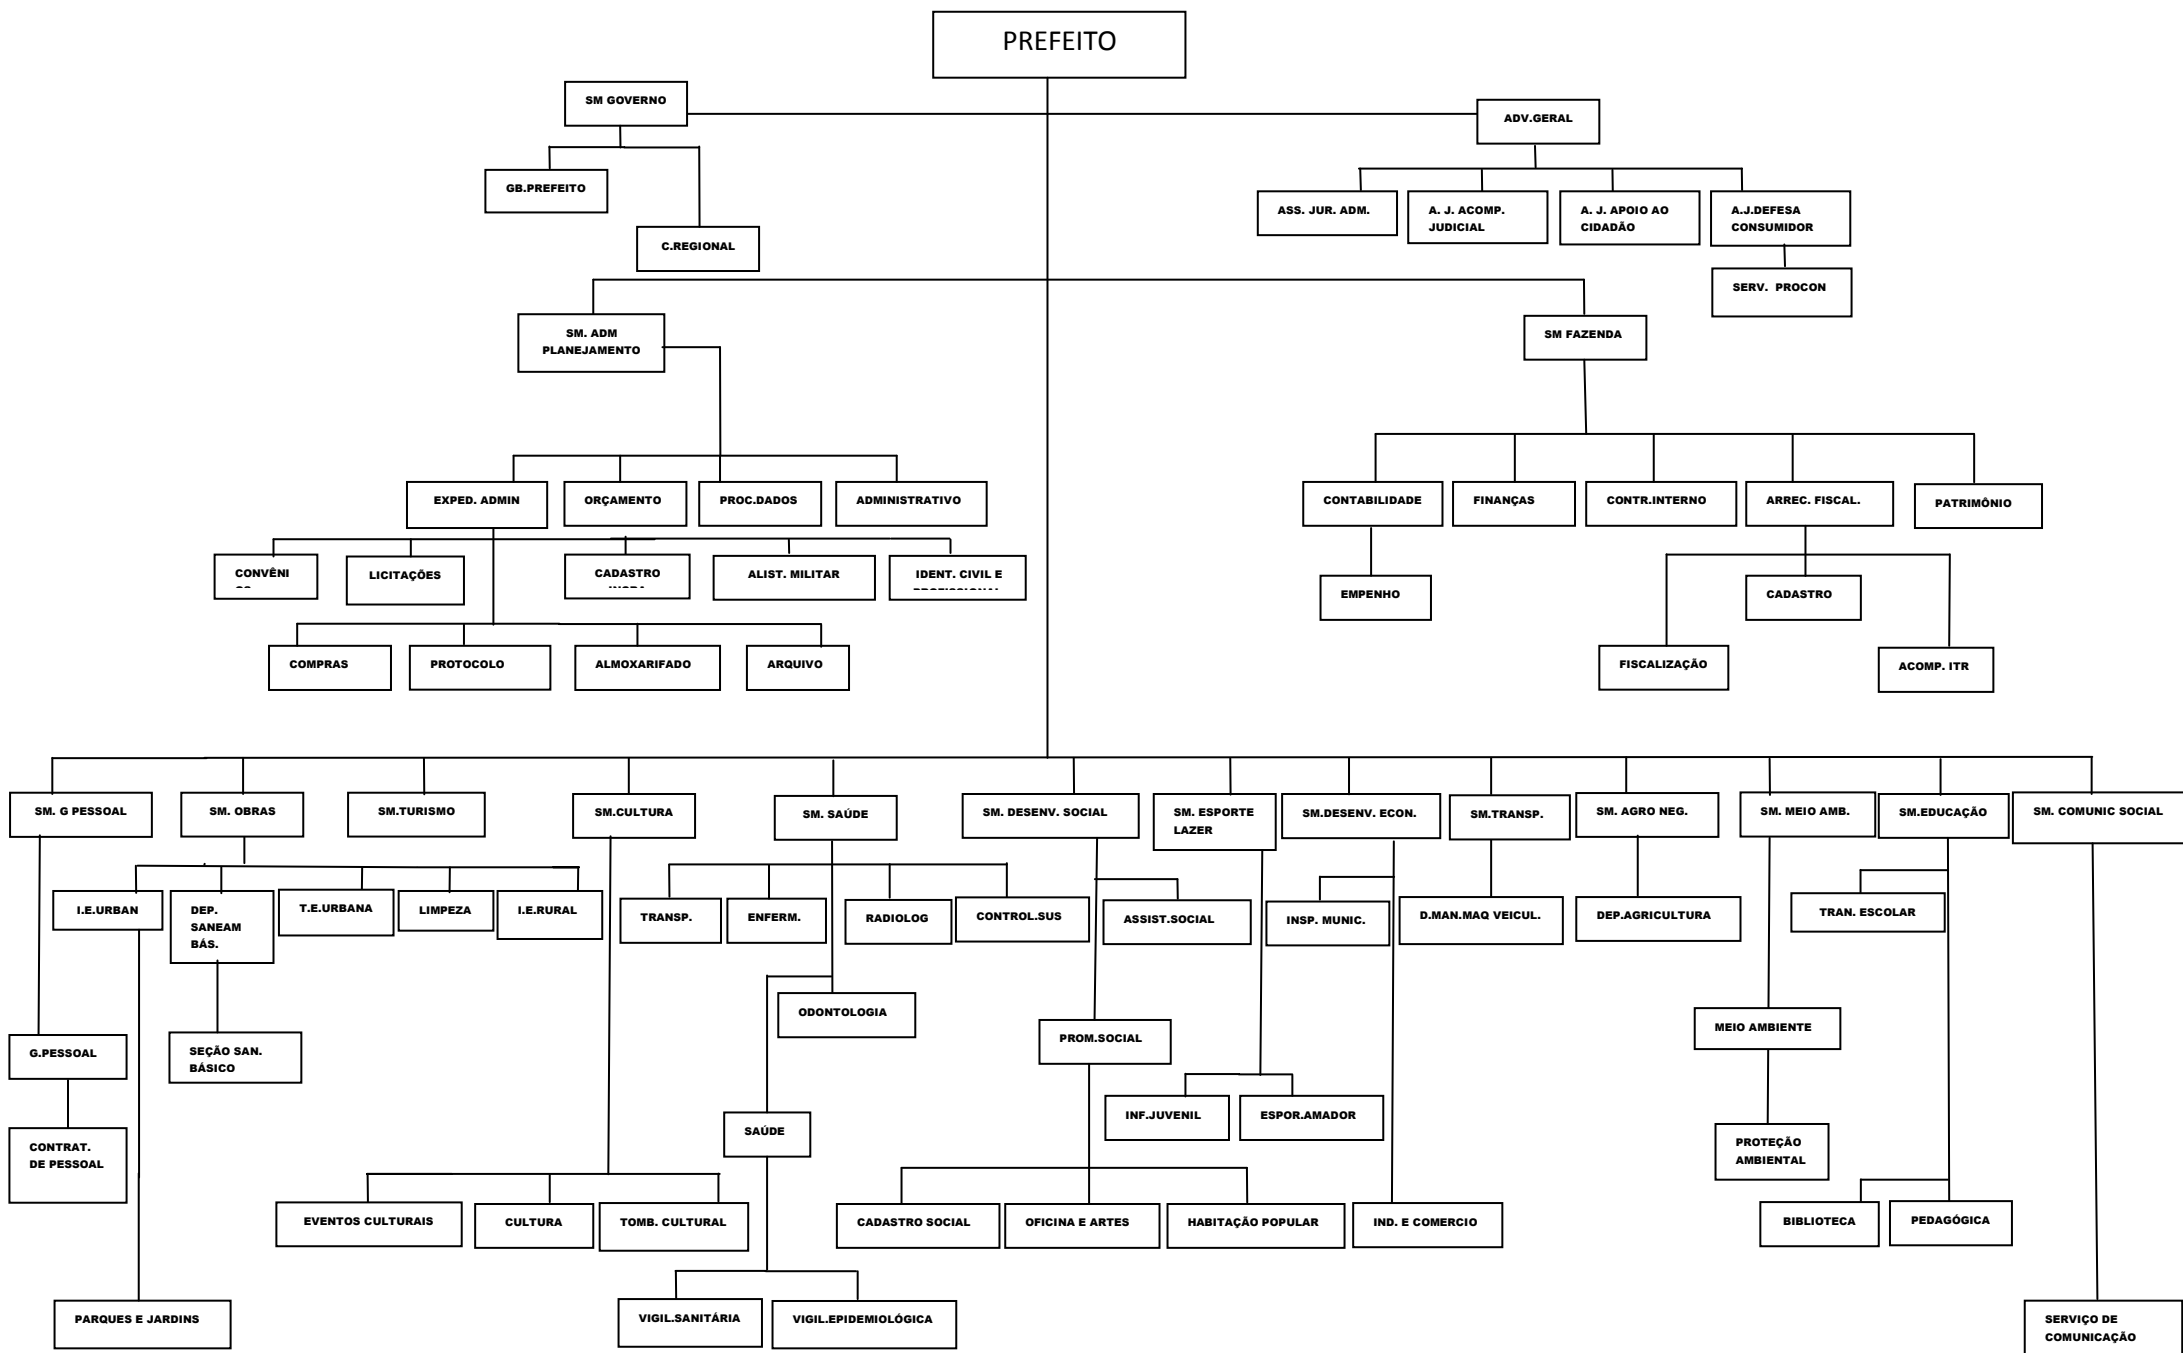 PREFEITO
SM GOVERNO
ADV.GERAL
GB.PREFEITO
C.REGIONAL
ASS. JUR. ADM.
A. J. ACOMP.
JUDICIAL
A. J. APOIO AO
CIDADÃO
A.J.DEFESA
CONSUMIDOR
SERV. PROCON
SM. ADM
PLANEJAMENTO
SM FAZENDA
EXPED. ADMIN
ORÇAMENTO
PROC.DADOS
ADMINISTRATIVO
CONTABILIDADE
FINANÇAS
CONTR.INTERNO
ARREC. FISCAL.
PATRIMÔNIO
CONVÊNI
LICITAÇÕES
CADASTRO
ALIST. MILITAR
IDENT. CIVIL E
EMPENHO
CADASTRO
COMPRAS
PROTOCOLO
ALMOXARIFADO
ARQUIVO
FISCALIZAÇÃO
ACOMP. ITR
SM. G PESSOAL
SM. OBRAS
SM.TURISMO
SM.CULTURA
SM. SAÚDE
SM. DESENV. SOCIAL
SM. ESPORTE
LAZER
SM.DESENV. ECON.
SM.TRANSP.
SM. AGRO NEG.
SM. MEIO AMB.
SM.EDUCAÇÃO
SM. COMUNIC SOCIAL
I.E.URBAN
DEP.
SANEAM
BÁS.
T.E.URBANA
LIMPEZA
I.E.RURAL
TRANSP.
ENFERM.
RADIOLOG
CONTROL.SUS
ASSIST.SOCIAL
INSP. MUNIC.
D.MAN.MAQ VEICUL.
DEP.AGRICULTURA
TRAN. ESCOLAR
ODONTOLOGIA
G.PESSOAL
SEÇÃO SAN.
BÁSICO
PROM.SOCIAL
MEIO AMBIENTE
INF.JUVENIL
ESPOR.AMADOR
SAÚDE
CONTRAT.
DE PESSOAL
PROTEÇÃO
AMBIENTAL
EVENTOS CULTURAIS
CULTURA
TOMB. CULTURAL
CADASTRO SOCIAL
OFICINA E ARTES
HABITAÇÃO POPULAR
IND. E COMERCIO
BIBLIOTECA
PEDAGÓGICA
PARQUES E JARDINS
VIGIL.SANITÁRIA
VIGIL.EPIDEMIOLÓGICA
SERVIÇO DE
COMUNICAÇÃO